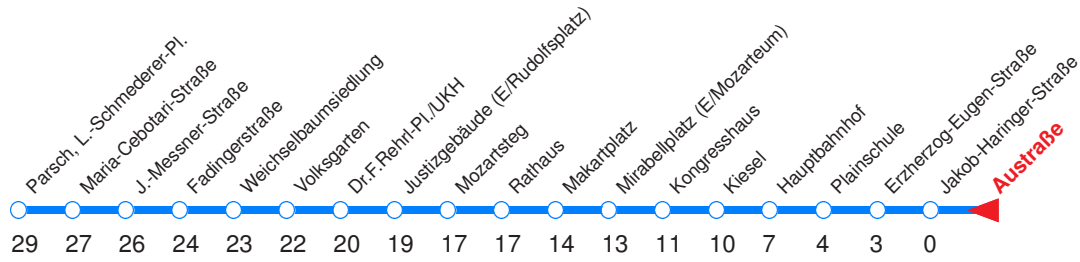 Parsch, L.-Schmederer-Pl.
Maria-Cebotari-Straße
J.-Messner-Straße
Fadingerstraße
Weichselbaumsiedlung
Volksgarten
Dr.F.Rehrl-Pl./UKH
Justizgebäude (E/Rudolfsplatz)
Mozartsteg
Rathaus
Makartplatz
Mirabellplatz (E/Mozarteum)
Kongresshaus
Kiesel
Hauptbahnhof
Plainschule
Erzherzog-Eugen-Straße
Jakob-Haringer-Straße
Austraße
29 27 26 24 23 22 20 19 17 17 14 13 11 10 7 4 3 0